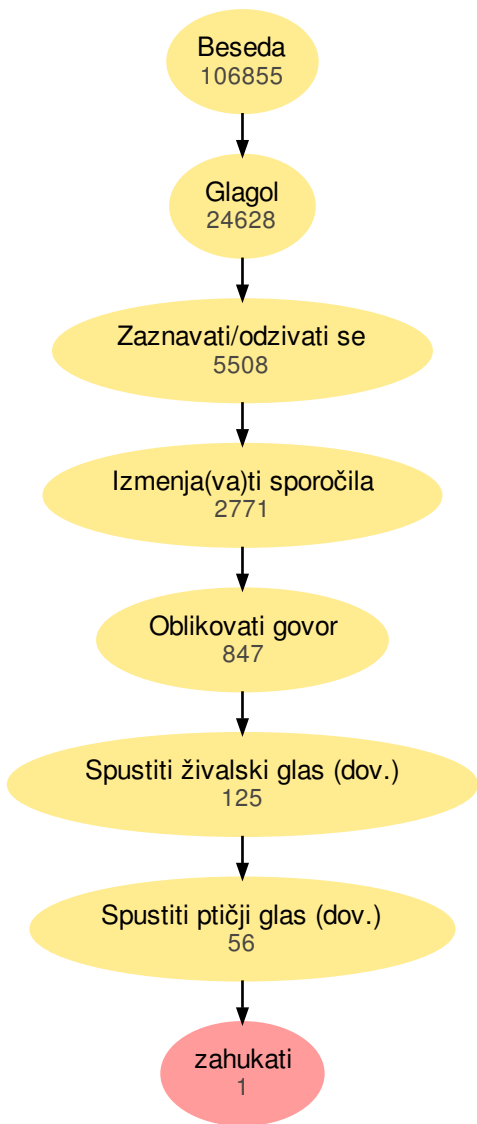 Beseda
106855
Glagol
24628
Zaznavati/odzivati se
5508
Izmenja(va)ti sporočila
2771
Oblikovati govor
847
Spustiti živalski glas (dov.)
125
Spustiti ptičji glas (dov.)
56
zahukati
1